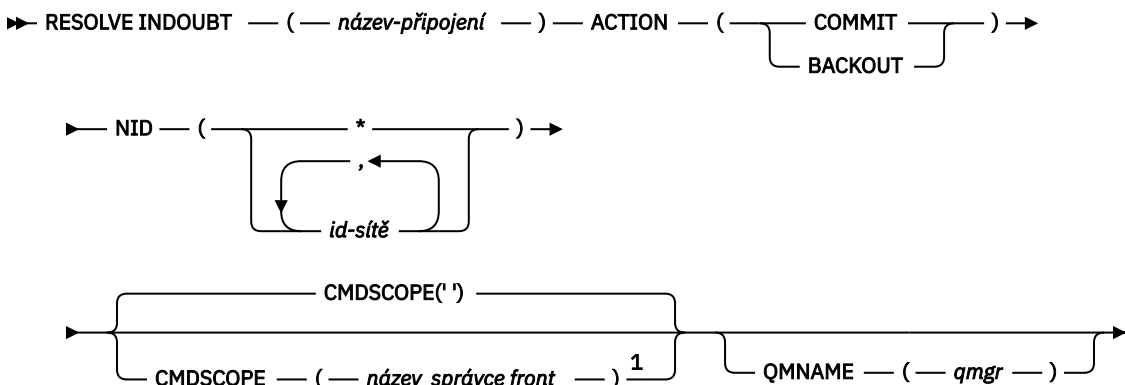 RESOLVE INDOUBT ( název-připojení ) ACTION ( COMMIT )
BACKOUT
NID ( * )
,
id-sítě
CMDSCOPE(' ')
CMDSCOPE ( název_správce front ) 1
QMNAME ( qmgr )